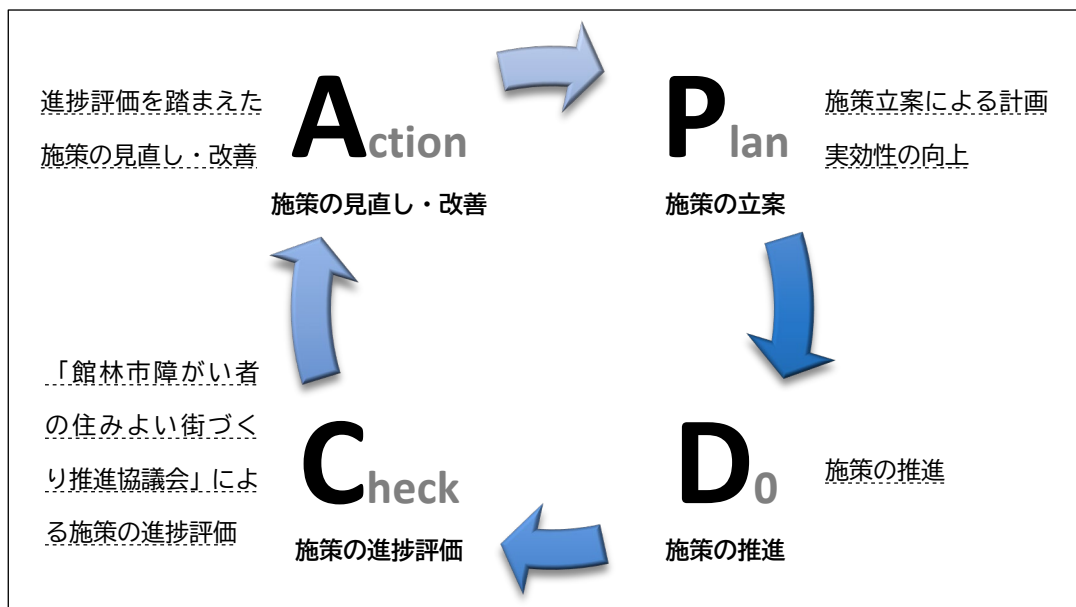 進捗評価を踏まえた
施策の見直し・改善
Action
施策の見直し・改善
Plan
施策の立案
施策立案による計画
実効性の向上
「館林市障がい者
の住みよい街づく
り推進協議会」によ
る施策の進捗評価
Check
施策の進捗評価
D0
施策の推進
施策の推進